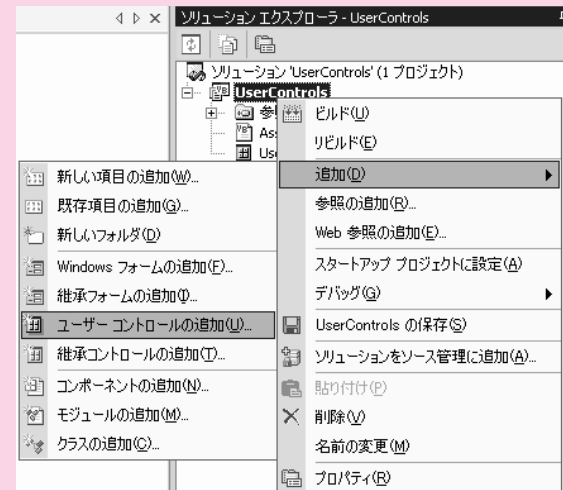 ソリューション エクスプローラ - UserControls
ソリューション 'UserControls' (1 プロジェクト)
UserControls
参
As
Us
ビルド(U)
リビルド(E)
追加(D)
参照の追加(R)...
Web 参照の追加(E)...
スタートアップ プロジェクトに設定(A)
デバッグ(G)
UserControls の保存(S)
ソリューションをソース管理に追加(A)...
貼り付け(P)
削除(V)
名前の変更(M)
プロパティ(R)
新しい項目の追加(W)...
既存項目の追加(G)...
新しいフォルダ(D)
Windows フォームの追加(F)...
継承フォームの追加(I)...
ユーザー コントロールの追加(U)...
継承コントロールの追加(T)...
コンポーネントの追加(N)...
モジュールの追加(M)...
クラスの追加(C)...